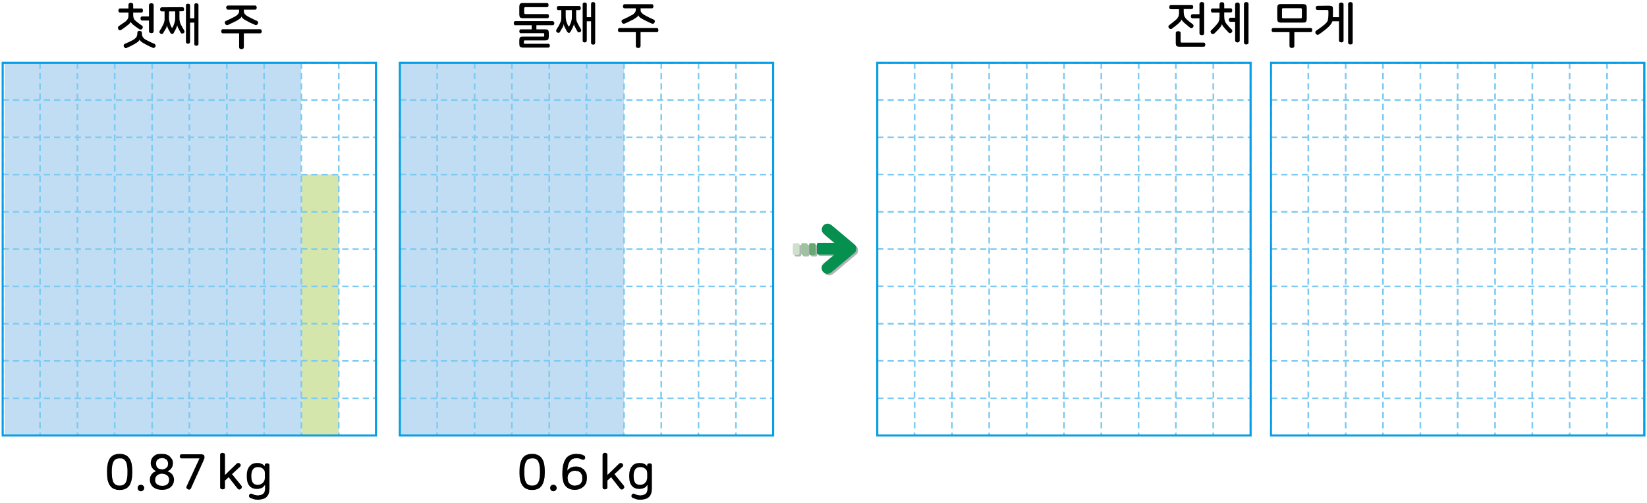 첫째 주
둘째 주
전체 무게
0.87 kg
0.6 kg